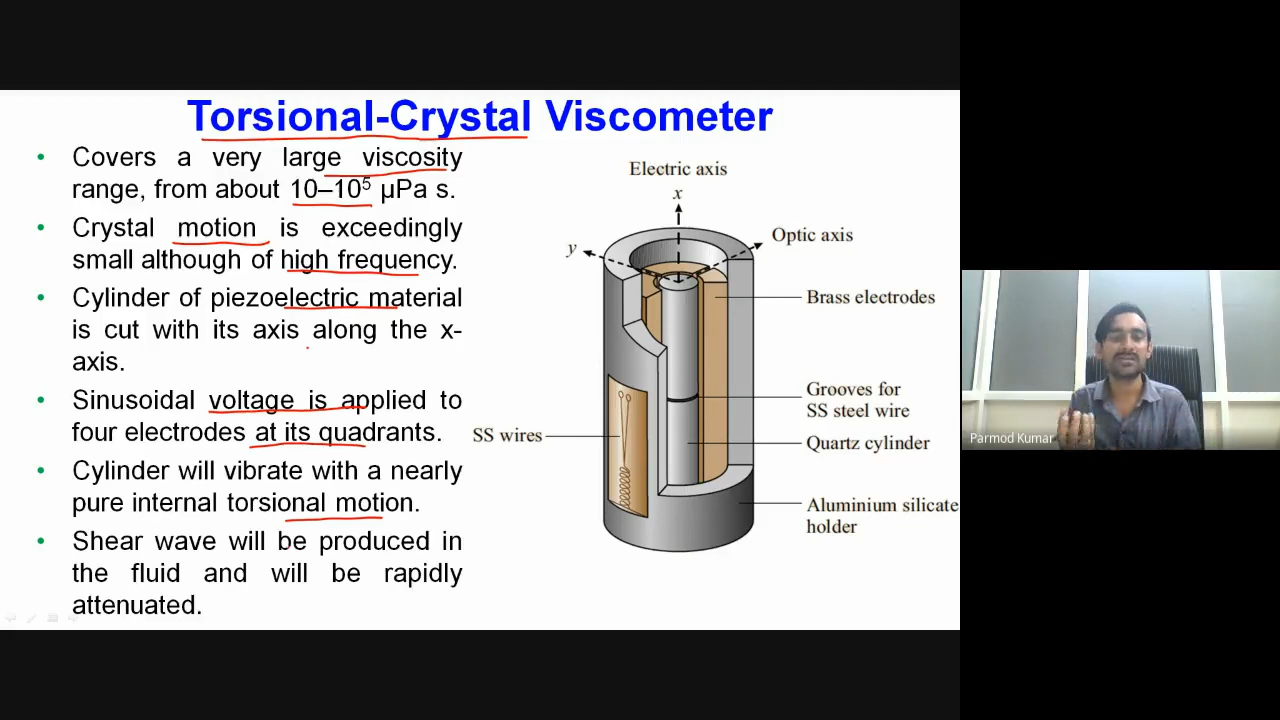 Torsional-Crystal Viscometer
• Covers a very large viscosity
range, from about 10–10⁵ μPa s.
• Crystal motion is exceedingly
small although of high frequency.
• Cylinder of piezoelectric material
is cut with its axis along the x-
axis.
• Sinusoidal voltage is applied to
four electrodes at its quadrants.
• Cylinder will vibrate with a nearly
pure internal torsional motion.
• Shear wave will be produced in
the fluid and will be rapidly
attenuated.
Electric axis
x
y
Optic axis
Brass electrodes
Grooves for
SS steel wire
SS wires
Quartz cylinder
Aluminium silicate
holder
Parmod Kumar